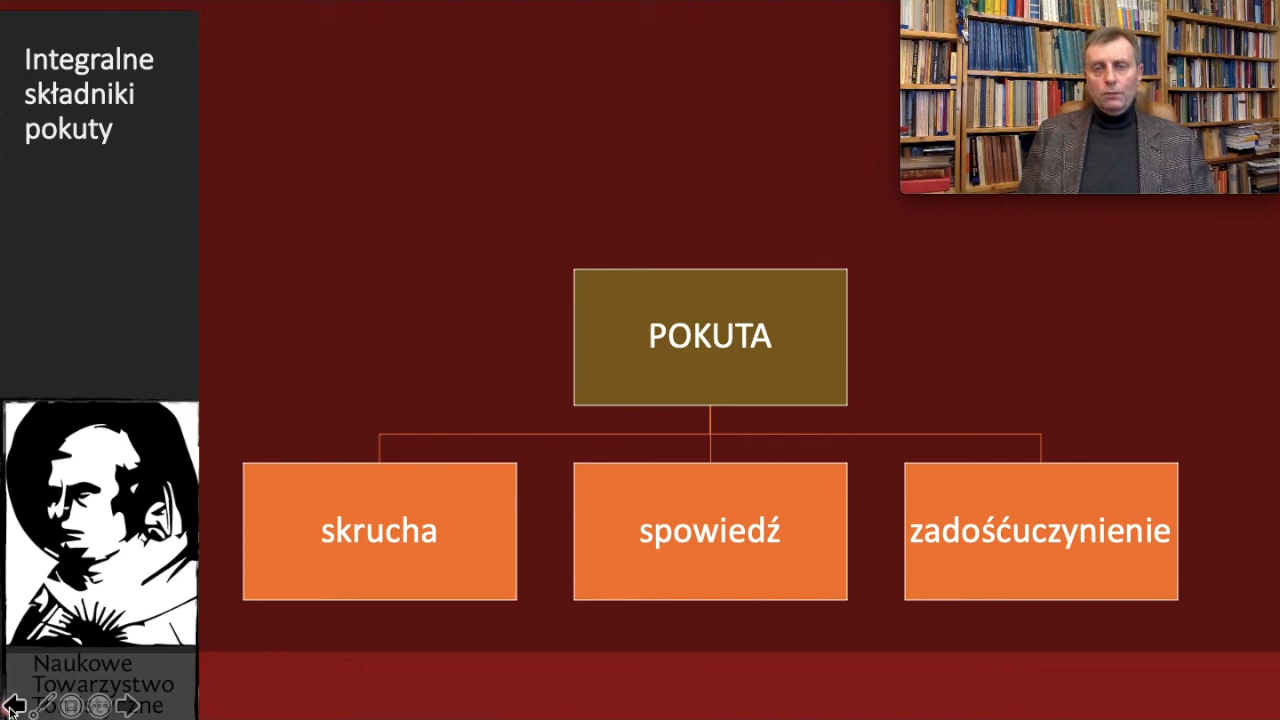 Integralne
składniki
pokuty
POKUTA
skrucha
spowiedź
zadośćuczynienie
Naukowe
Towarzystwo